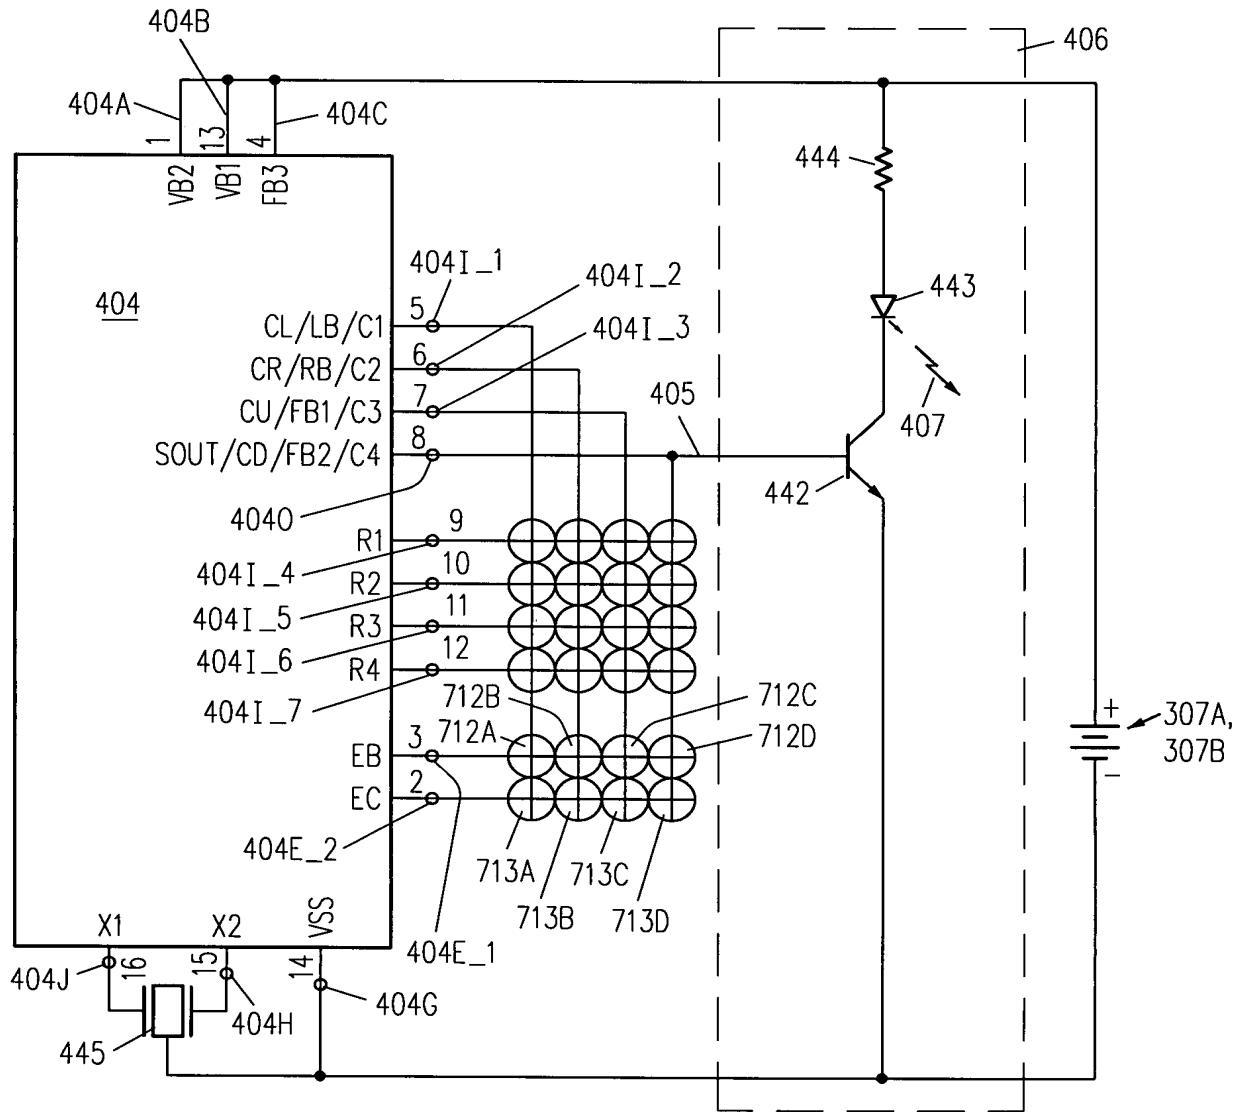 404B
406
404A
404C
1
13
4
VB2
VB1
FB3
444
404
404I_1
404I_2
443
5
CL/LB/C1
404I_3
6
CR/RB/C2
7
CU/FB1/C3
405
407
8
SOUT/CD/FB2/C4
442
4040
9
R1
404I_4
10
R2
404I_5
11
R3
404I_6
12
R4
404I_7
712B
712C
712A
712D
+
307A,
307B
−
3
EB
2
EC
404E_2
713A
713C
713B
713D
X1
X2
VSS
404E_1
404J
16
15
14
404H
404G
445